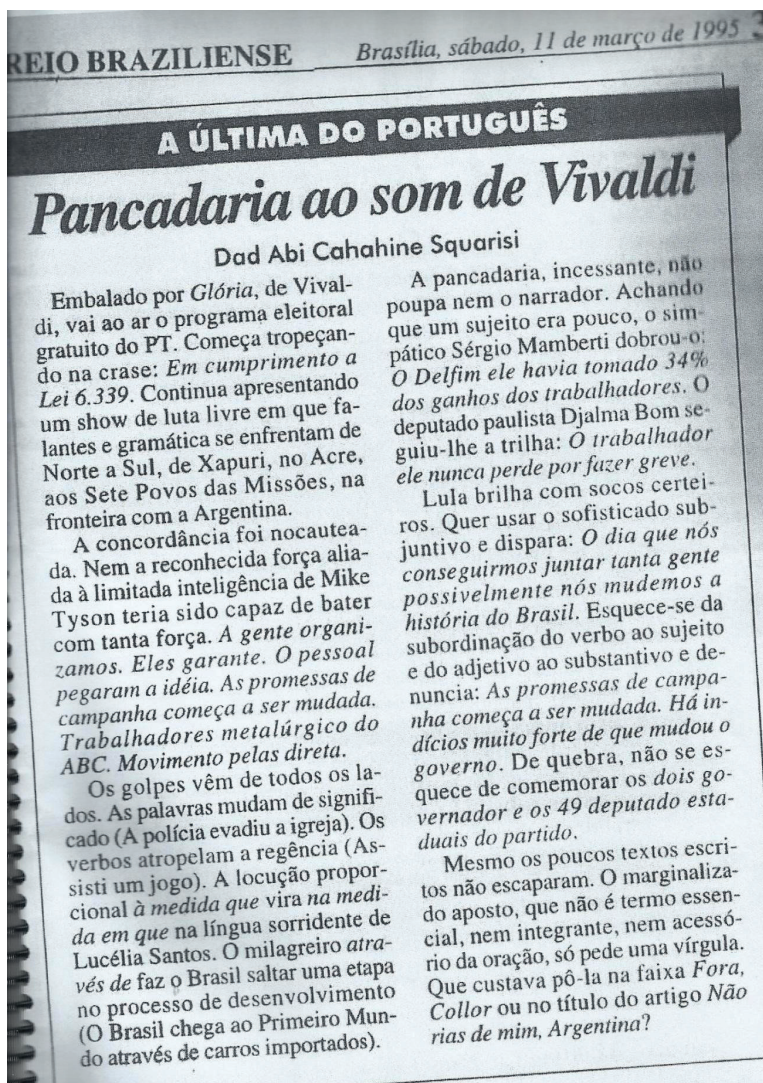 REIO BRAZILIENSE Brasília, sábado, 11 de março de 1995
A ÚLTIMA DO PORTUGUÊS
Pancadaria ao som de Vivaldi
Dad Abi Cahahine Squarisi
Embalado por Glória, de Vival-
di, vai ao ar o programa eleitoral
gratuito do PT. Começa tropeçan-
do na crase: Em cumprimento a
Lei 6.339. Continua apresentando
um show de luta livre em que fa-
lantes e gramática se enfrentam de
Norte a Sul, de Xapuri, no Acre,
aos Sete Povos das Missões, na
fronteira com a Argentina.
A concordância foi nocautea-
da. Nem a reconhecida força alia-
da à limitada inteligência de Mike
Tyson teria sido capaz de bater
com tanta força. A gente organi-
zamos. Eles garante. O pessoal
pegaram a idéia. As promessas de
campanha começa a ser mudada.
Trabalhadores metalúrgico do
ABC. Movimento pelas direta.
Os golpes vêm de todos os la-
dos. As palavras mudam de signifi-
cado (A polícia evadiu a igreja). Os
verbos atropelam a regência (As-
sisti um jogo). A locução propor-
cional à medida que vira na medi-
da em que na língua sorridente de
Lucélia Santos. O milagreiro atra-
vés de faz o Brasil saltar uma etapa
no processo de desenvolvimento
(O Brasil chega ao Primeiro Mun-
do através de carros importados).
A pancadaria, incessante, não
poupa nem o narrador. Achando
que um sujeito era pouco, o sim-
pático Sérgio Mamberti dobrou-o:
O Delfim ele havia tomado 34%
dos ganhos dos trabalhadores. O
deputado paulista Djalma Bom se-
guiu-lhe a trilha: O trabalhador
ele nunca perde por fazer greve.
Lula brilha com socos certei-
ros. Quer usar o sofisticado sub-
juntivo e dispara: O dia que nós
conseguirmos juntar tanta gente
possivelmente nós mudemos a
história do Brasil. Esquece-se da
subordinação do verbo ao sujeito
e do adjetivo ao substantivo e de-
nuncia: As promessas de campa-
nha começa a ser mudada. Há in-
dícios muito forte de que mudou o
governo. De quebra, não se es-
quece de comemorar os dois go-
vernador e os 49 deputado esta-
duais do partido.
Mesmo os poucos textos escri-
tos não escaparam. O marginaliza-
do aposto, que não é termo essen-
cial, nem integrante, nem acessó-
rio da oração, só pede uma vírgula.
Que custava pô-la na faixa Fora,
Collor ou no título do artigo Não
rias de mim, Argentina?